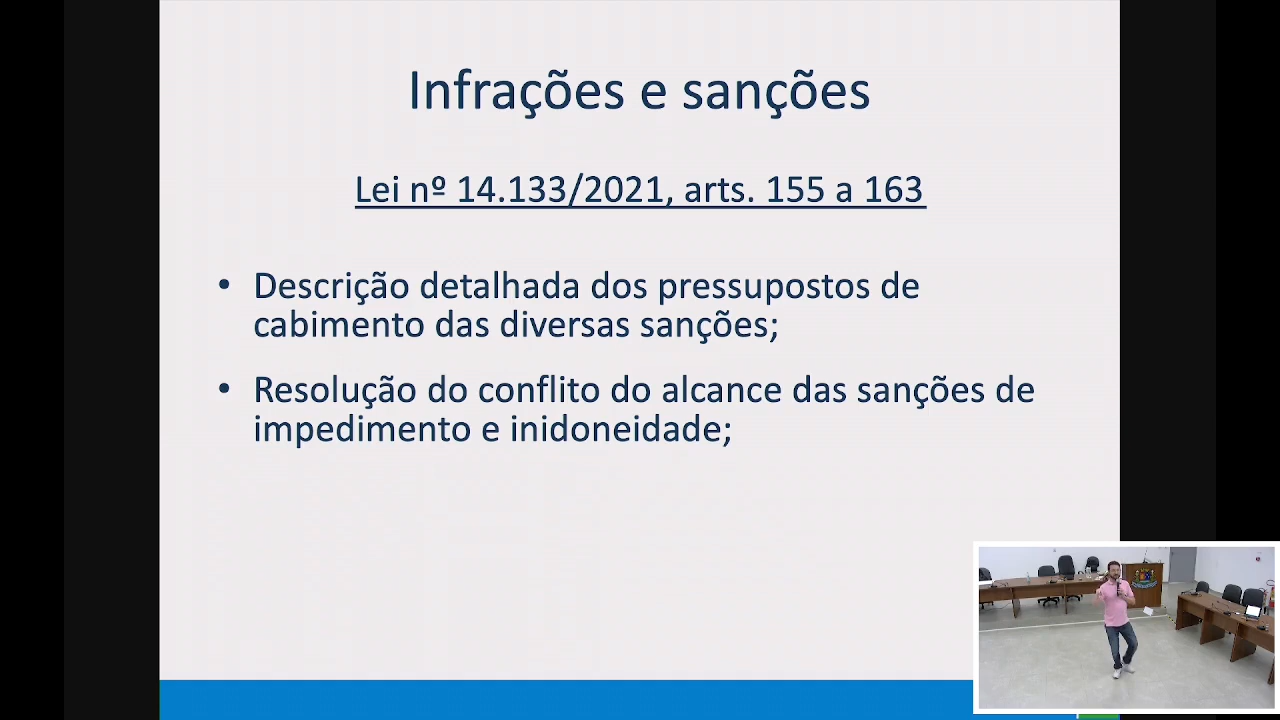 Infrações e sanções
Lei nº 14.133/2021, arts. 155 a 163
• Descrição detalhada dos pressupostos de
cabimento das diversas sanções;
• Resolução do conflito do alcance das sanções de
impedimento e inidoneidade;